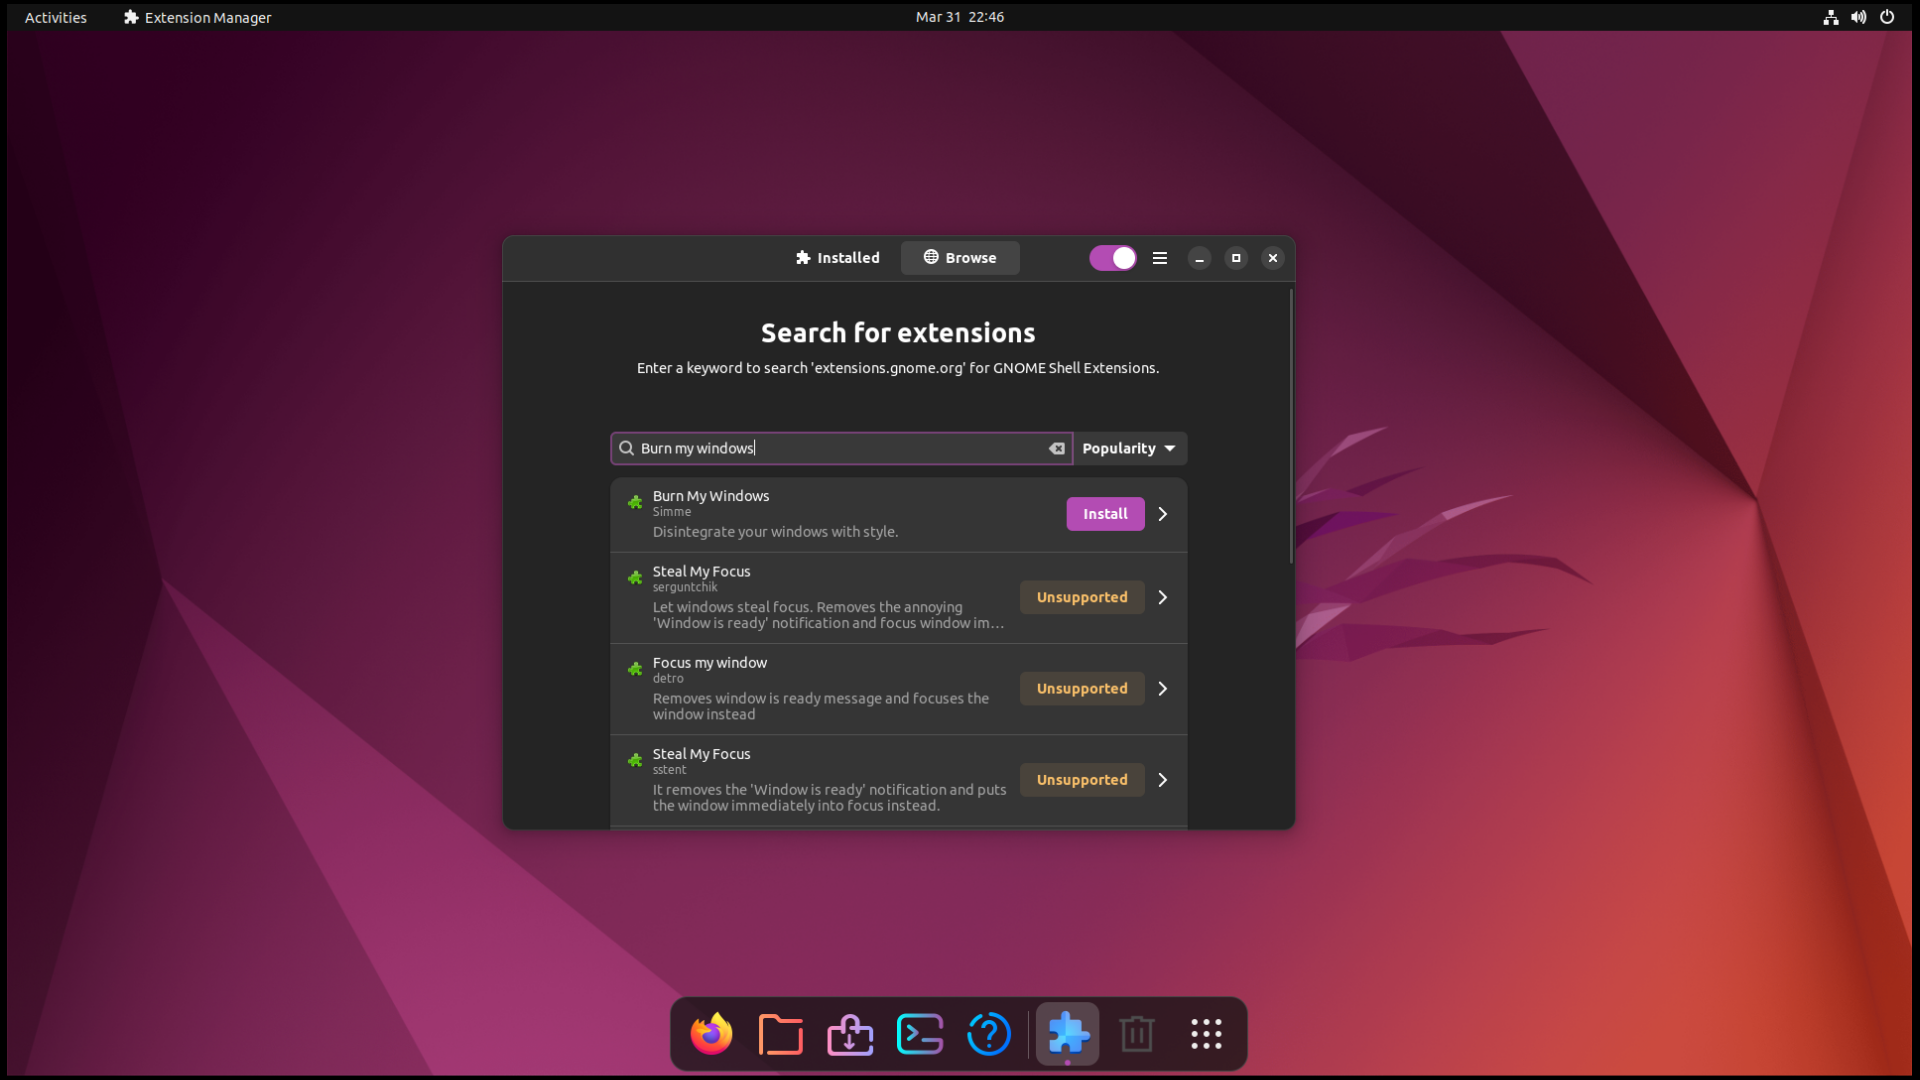 Activities
Extension Manager
Mar 31 22:46
Installed
Browse
Search for extensions
Enter a keyword to search 'extensions.gnome.org' for GNOME Shell Extensions.
Burn my windows
Popularity
Burn My Windows
Simme
Disintegrate your windows with style.
Install
Steal My Focus
serguntchik
Let windows steal focus. Removes the annoying
'Window is ready' notification and focus window im…
Unsupported
Focus my window
detro
Removes window is ready message and focuses the
window instead
Unsupported
Steal My Focus
sstent
It removes the 'Window is ready' notification and puts
the window immediately into focus instead.
Unsupported